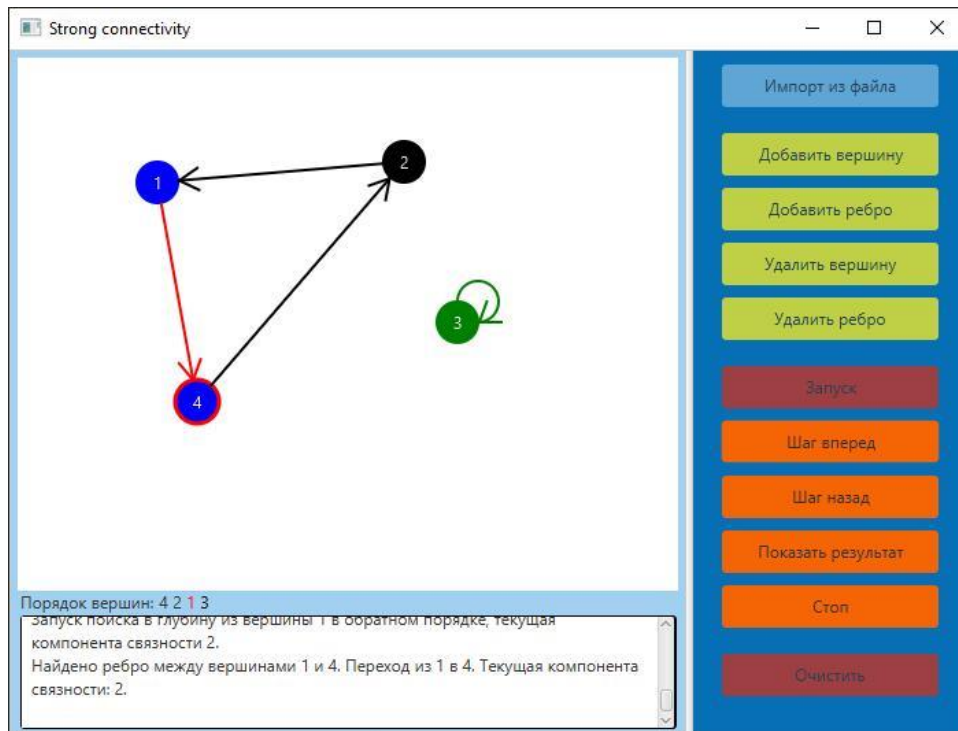 Strong connectivity
1
2
3
4
Порядок вершин: 4 2 1 3
Запуск поиска в глубину из вершины 1 в обратном порядке, текущая
компонента связности 2.
Найдено ребро между вершинами 1 и 4. Переход из 1 в 4. Текущая компонента
связности: 2.
Импорт из файла
Добавить вершину
Добавить ребро
Удалить вершину
Удалить ребро
Запуск
Шаг вперед
Шаг назад
Показать результат
Стоп
Очистить